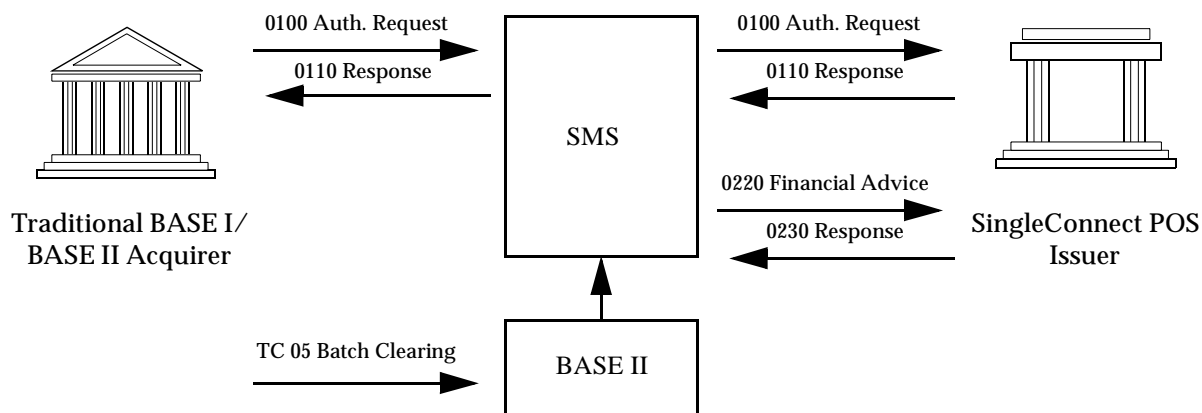 0100 Auth. Request
0110 Response
0100 Auth. Request
0110 Response
SMS
0220 Financial Advice
0230 Response
Traditional BASE I/
BASE II Acquirer
SingleConnect POS
Issuer
TC 05 Batch Clearing
BASE II